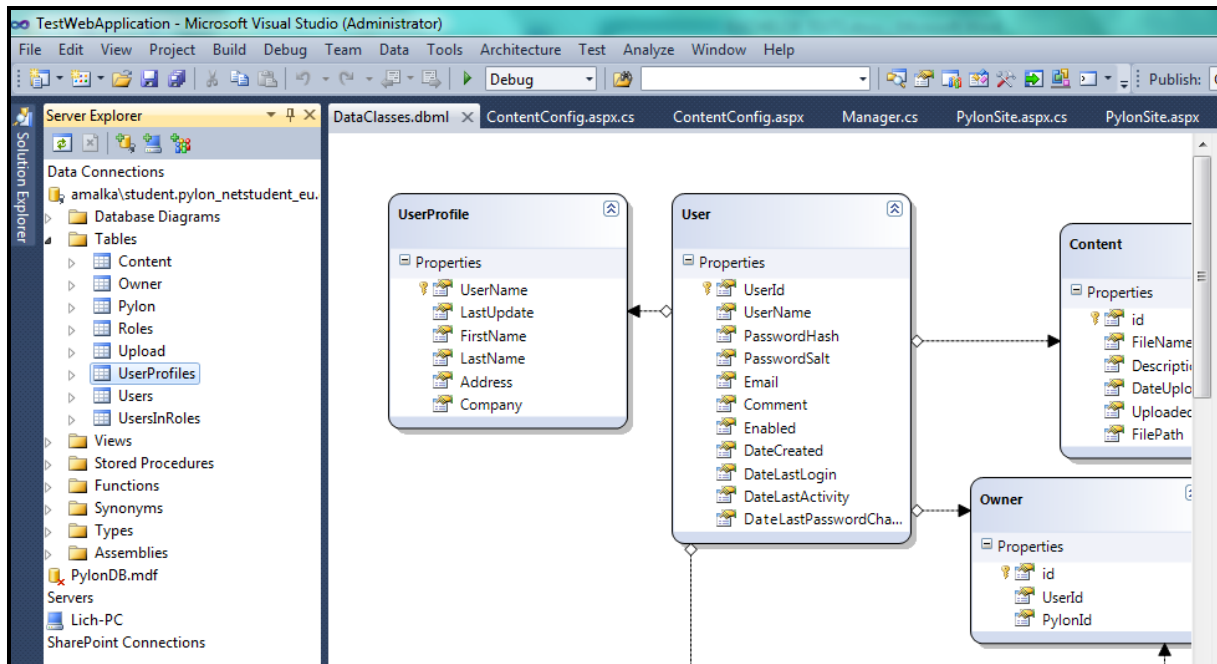 TestWebApplication - Microsoft Visual Studio (Administrator)
File Edit View Project Build Debug Team Data Tools Architecture Test Analyze Window Help
Debug Publish:
Solution Explorer
Server Explorer
Data Connections
amalka\student.pylon_netstudent_eu.
Database Diagrams
Tables
Content
Owner
Pylon
Roles
Upload
UserProfiles
Users
UsersInRoles
Views
Stored Procedures
Functions
Synonyms
Types
Assemblies
PylonDB.mdf
Servers
Lich-PC
SharePoint Connections
DataClasses.dbml ContentConfig.aspx.cs ContentConfig.aspx Manager.cs PylonSite.aspx.cs PylonSite.aspx
UserProfile
Properties
UserName
LastUpdate
FirstName
LastName
Address
Company
User
Properties
UserId
UserName
PasswordHash
PasswordSalt
Email
Comment
Enabled
DateCreated
DateLastLogin
DateLastActivity
DateLastPasswordCha...
Content
Properties
id
FileName
Descripti
DateUplo
Uploaded
FilePath
Owner
Properties
id
UserId
PylonId